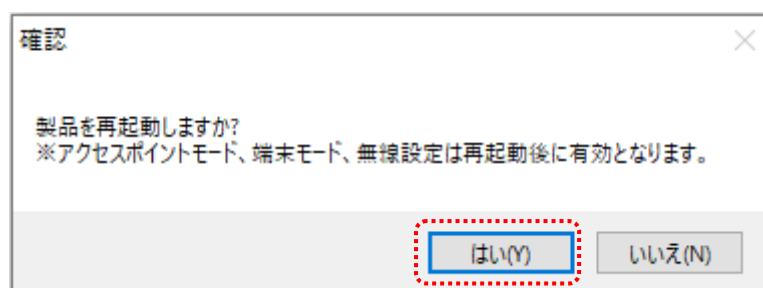 確認
製品を再起動しますか?
※アクセスポイントモード、端末モード、無線設定は再起動後に有効となります。
はい(Y)
いいえ(N)